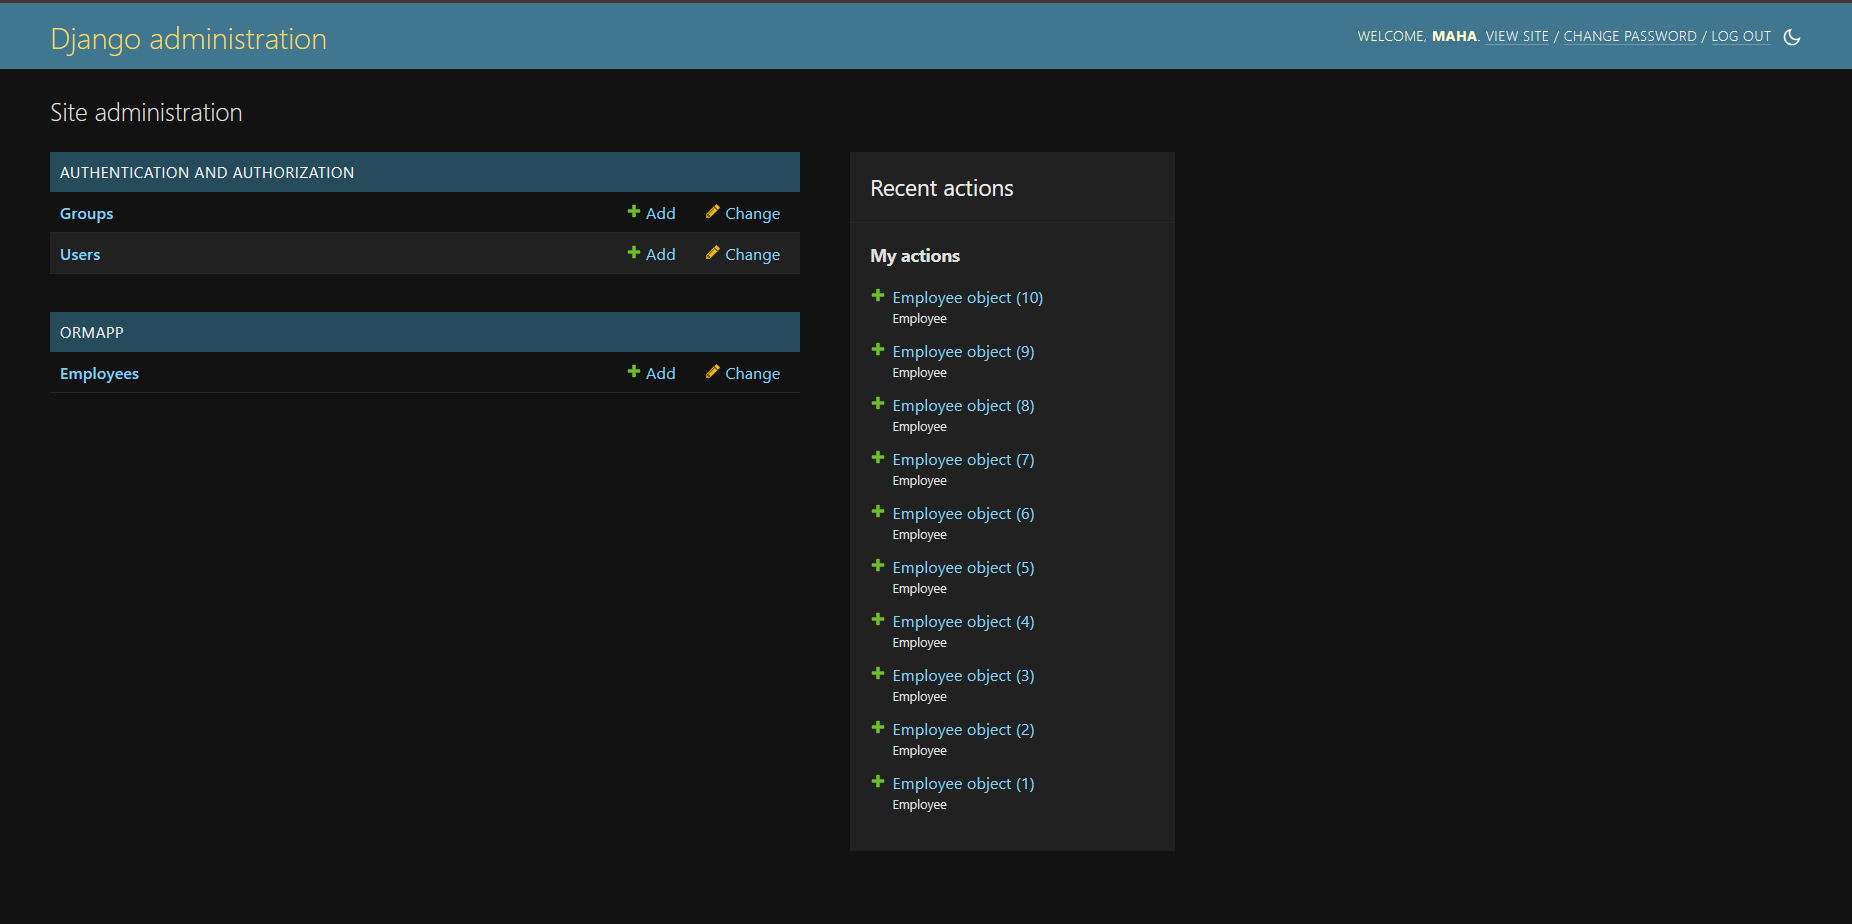 Django administration
WELCOME, MAHA. VIEW SITE / CHANGE PASSWORD / LOG OUT
Site administration
AUTHENTICATION AND AUTHORIZATION
Groups Add Change
Users Add Change
ORMAPP
Employees Add Change
Recent actions
My actions
Employee object (10)
Employee
Employee object (9)
Employee
Employee object (8)
Employee
Employee object (7)
Employee
Employee object (6)
Employee
Employee object (5)
Employee
Employee object (4)
Employee
Employee object (3)
Employee
Employee object (2)
Employee
Employee object (1)
Employee